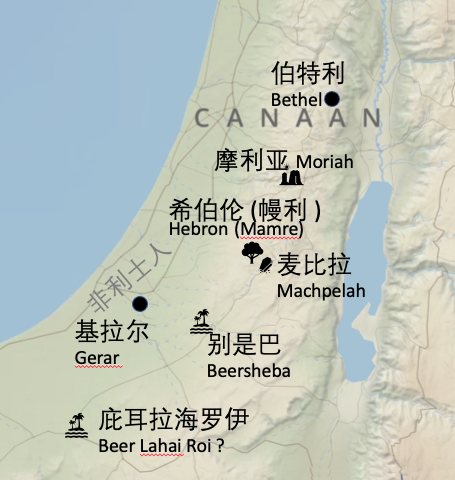 伯特利
Bethel
CANAAN
摩利亚 Moriah
希伯伦 (幔利 )
Hebron (Mamre)
麦比拉
Machpelah
非利士人
基拉尔
Gerar
别是巴
Beersheba
庇耳拉海罗伊
Beer Lahai Roi ?